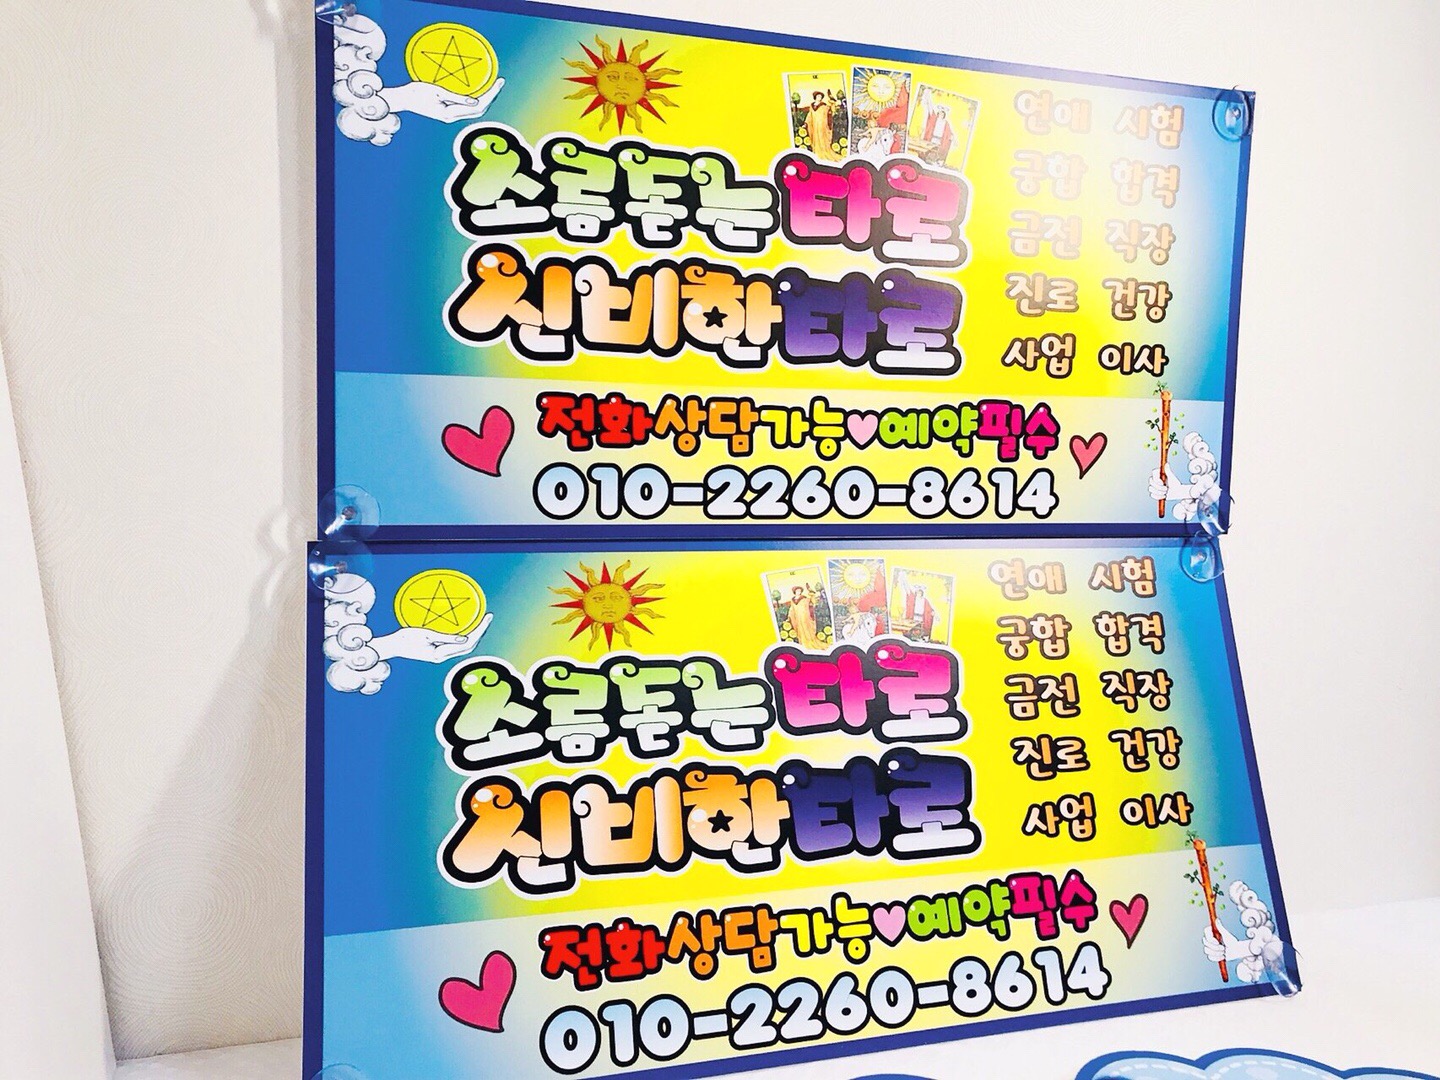 소름돋는 타로
신비한 타로
연애 시험
궁합 합격
금전 직장
진로 건강
사업 이사
전화상담가능♥예약필수
010-2260-8614
소름돋는 타로
신비한 타로
연애 시험
궁합 합격
금전 직장
진로 건강
사업 이사
전화상담가능♥예약필수
010-2260-8614